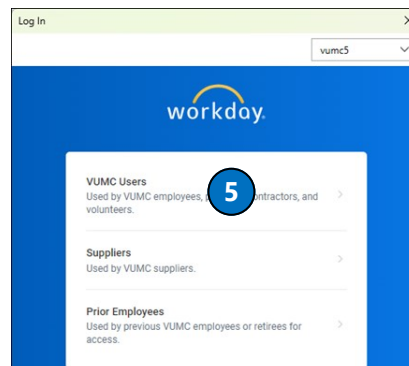 Log In
vumc5
workday.
VUMC Users
5
Used by VUMC employees, contractors, and
volunteers.
Suppliers
Used by VUMC suppliers.
Prior Employees
Used by previous VUMC employees or retirees for
access.